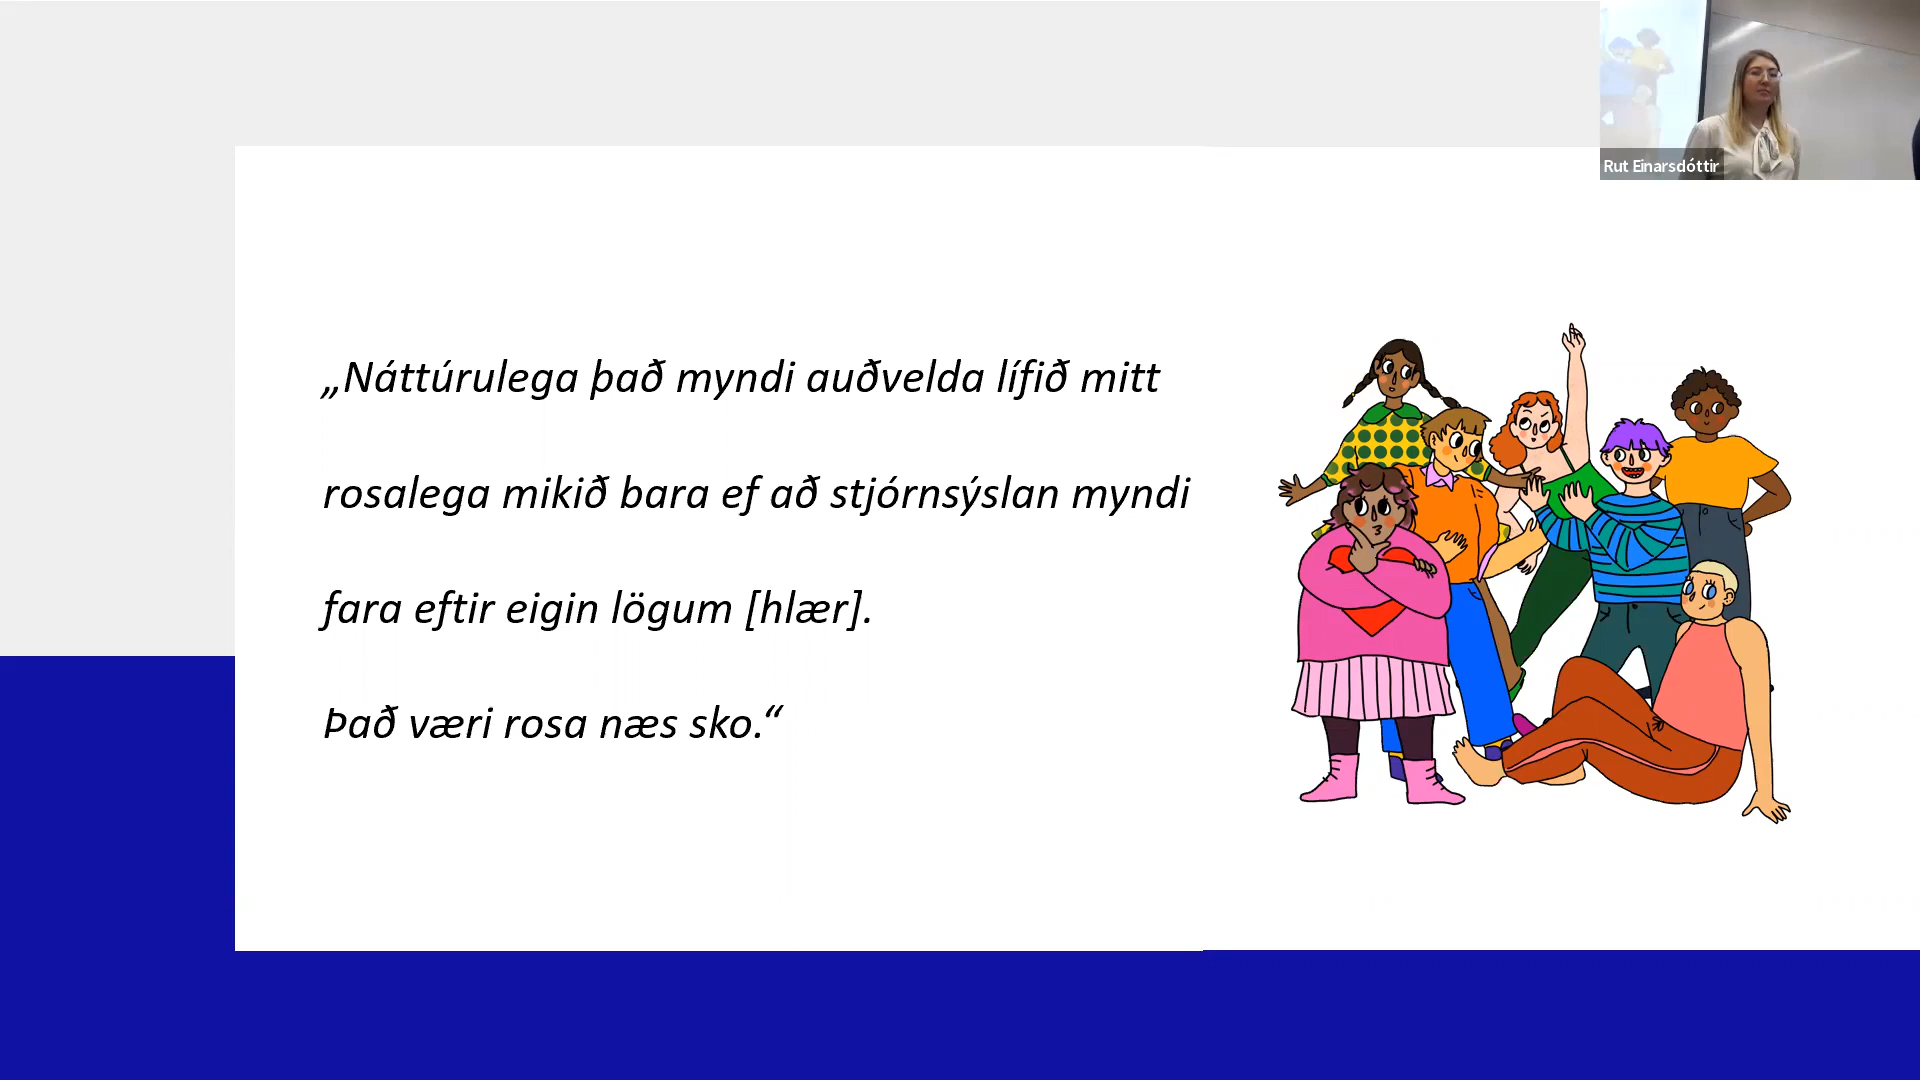 „Náttúrulega það myndi auðvelda lífið mitt
rosalega mikið bara ef að stjórnsýslan myndi
fara eftir eigin lögum [hlær].
Það væri rosa næs sko.“
Rut Einarsdóttir